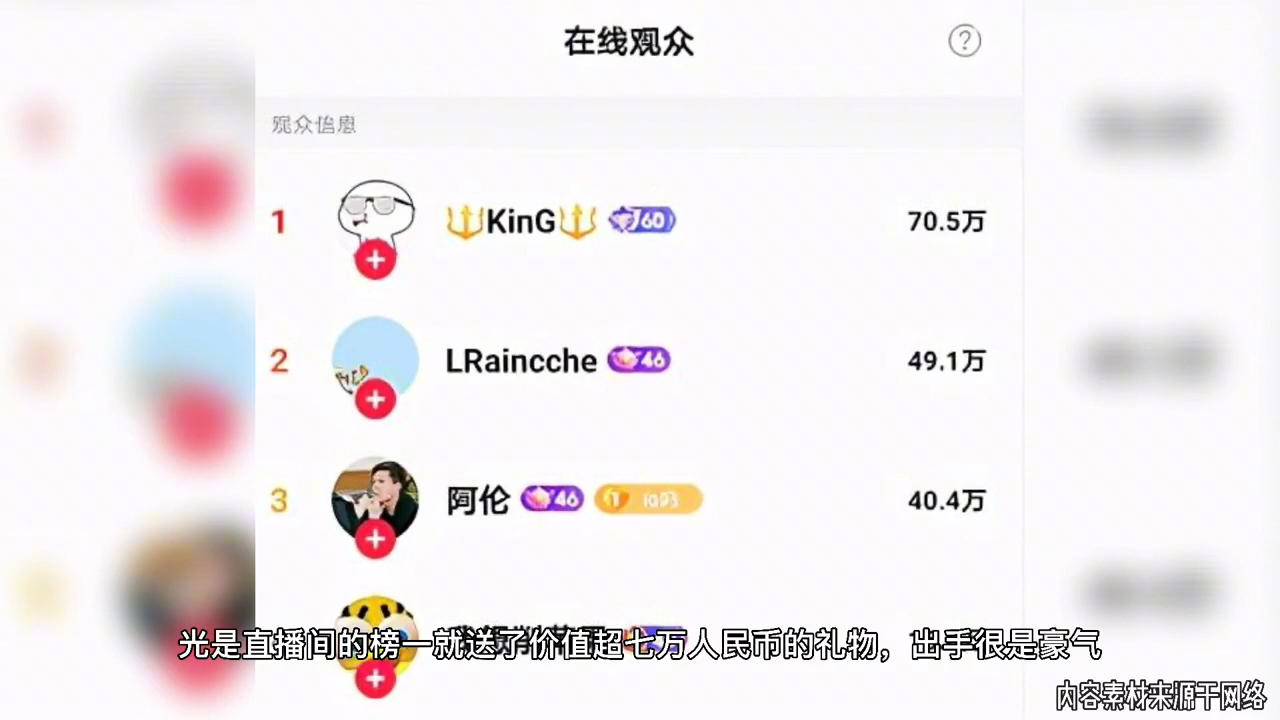 在线观众
?
观众信息
1 🔱KinG🔱 60 70.5万
2 LRaincche 46 49.1万
3 阿伦 46 40.4万
光是直播间的榜一就送了价值超七万人民币的礼物，出手很是豪气
内容素材来源于网络